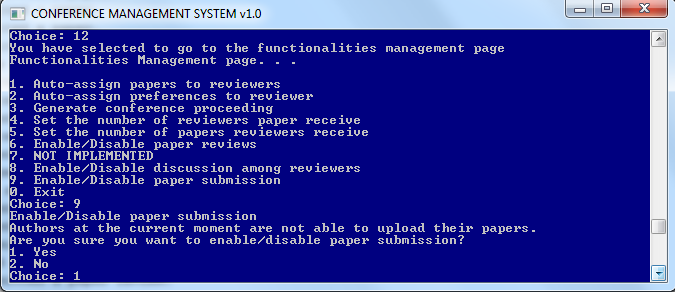 CONFERENCE MANAGEMENT SYSTEM v1.0
Choice: 12
You have selected to go to the functionalities management page
Functionalities Management page. . .
1. Auto-assign papers to reviewers
2. Auto-assign preferences to reviewer
3. Generate conference proceeding
4. Set the number of reviewers paper receive
5. Set the number of papers reviewers receive
6. Enable/Disable paper reviews
7. NOT IMPLEMENTED
8. Enable/Disable discussion among reviewers
9. Enable/Disable paper submission
0. Exit
Choice: 9
Enable/Disable paper submission
Authors at the current moment are not able to upload their papers.
Are you sure you want to enable/disable paper submission?
1. Yes
2. No
Choice: 1